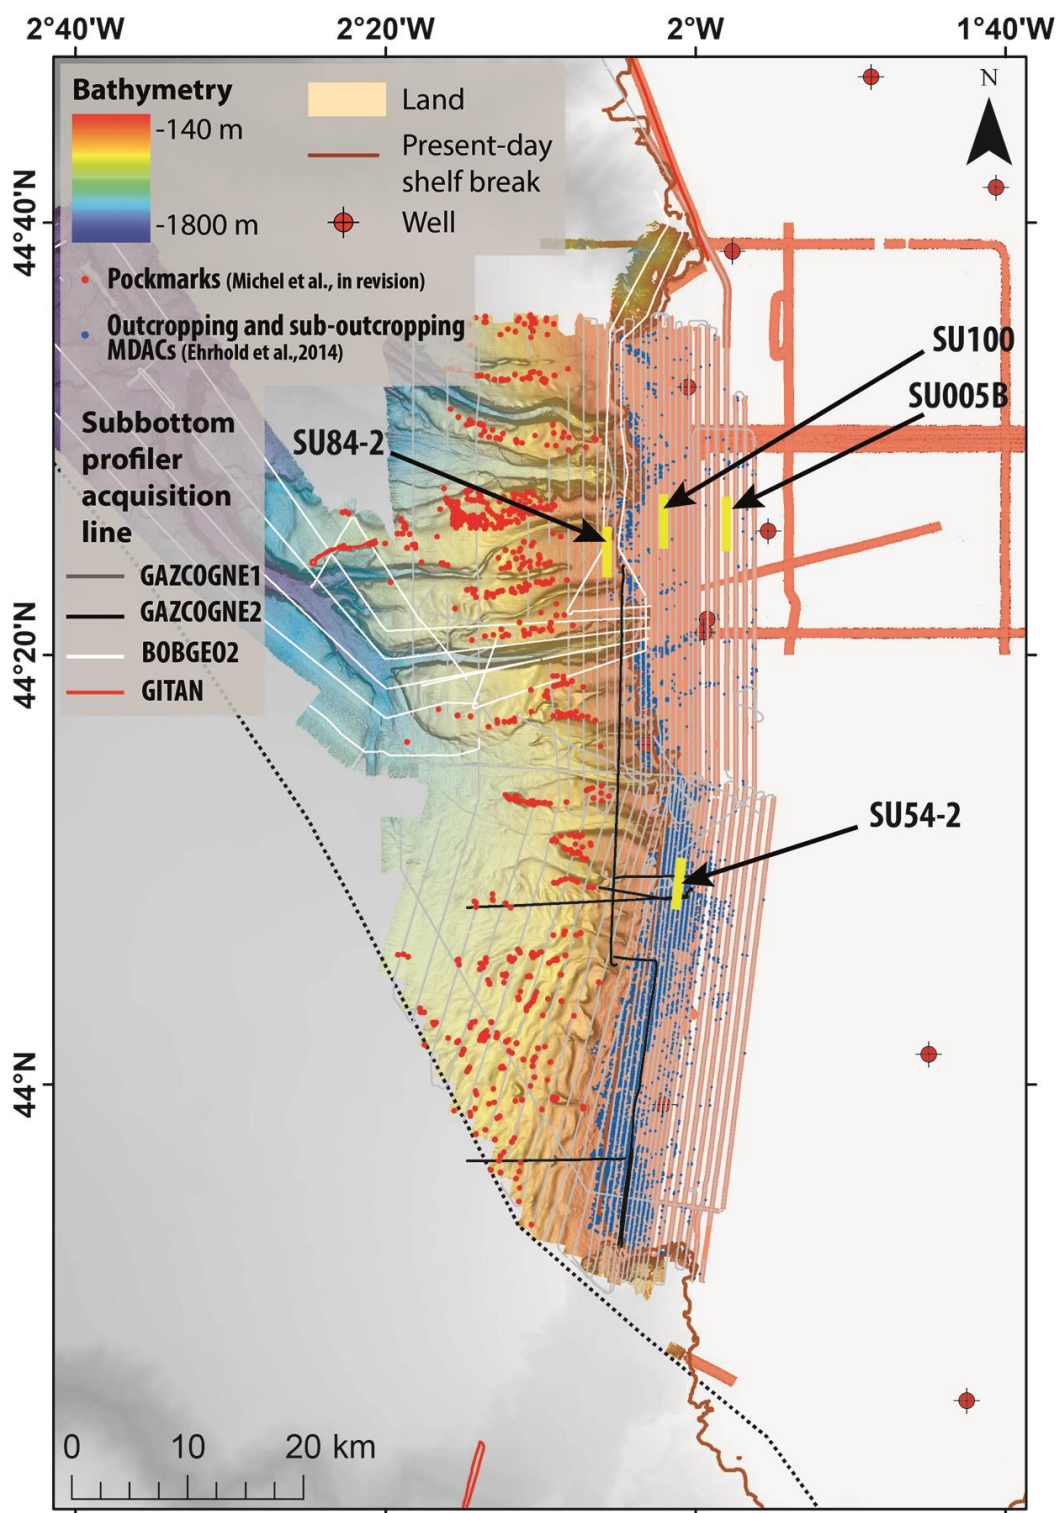 2°40'W 2°20'W 2°W 1°40'W
N
Bathymetry
-140 m
-1800 m
Land
Present-day
shelf break
Well
Pockmarks (Michel et al., in revision)
Outcropping and sub-outcropping
MDACs (Ehrhold et al.,2014)
Subbottom
profiler
acquisition
line
GAZCOGNE1
GAZCOGNE2
BOBGEO2
GITAN
44°40'N
44°20'N
44°N
SU100
SU005B
SU84-2
SU54-2
0 10 20 km